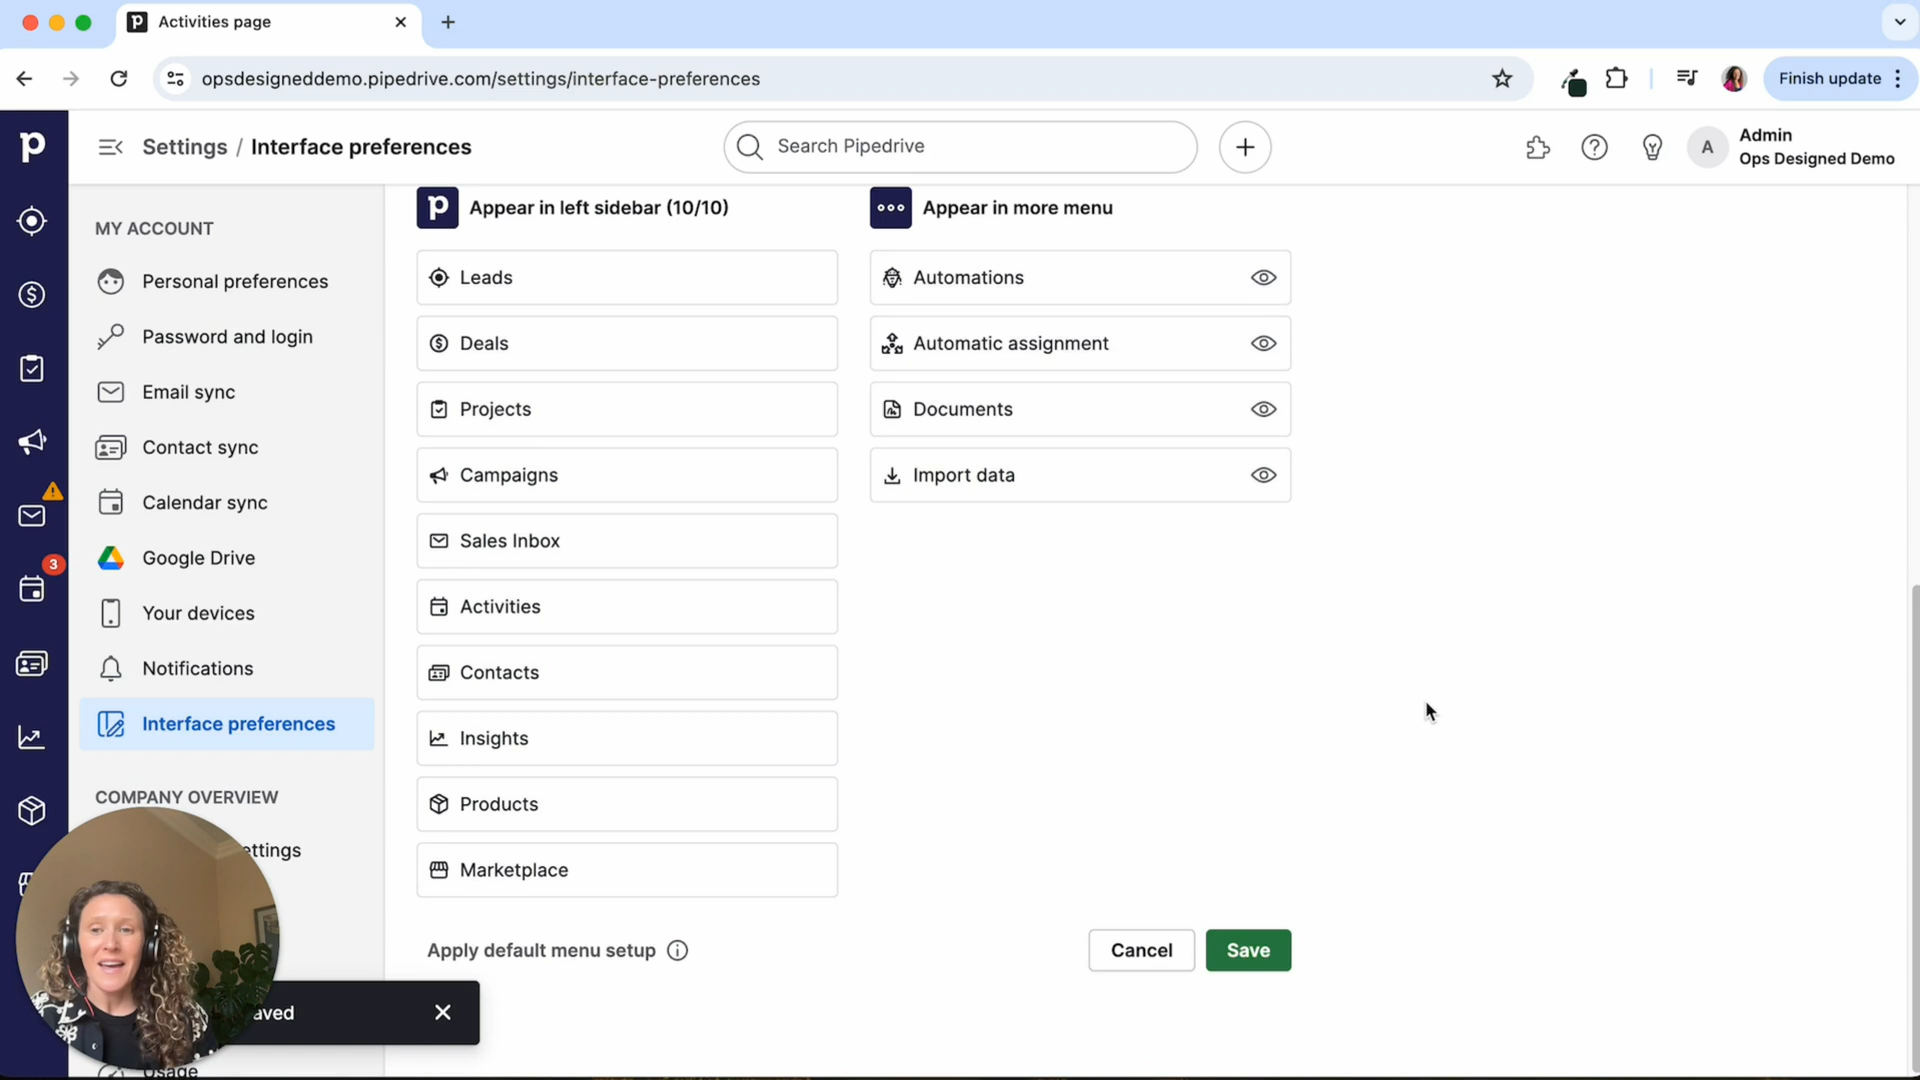 Activities page
opsdesigneddemo.pipedrive.com/settings/interface-preferences
Finish update
Settings / Interface preferences
Search Pipedrive
A
Admin
Ops Designed Demo
MY ACCOUNT
Personal preferences
Password and login
Email sync
Contact sync
Calendar sync
Google Drive
Your devices
Notifications
Interface preferences
COMPANY OVERVIEW
ettings
Usage
3
Appear in left sidebar (10/10)
Leads
Deals
Projects
Campaigns
Sales Inbox
Activities
Contacts
Insights
Products
Marketplace
Appear in more menu
Automations
Automatic assignment
Documents
Import data
Apply default menu setup
Cancel
Save
aved